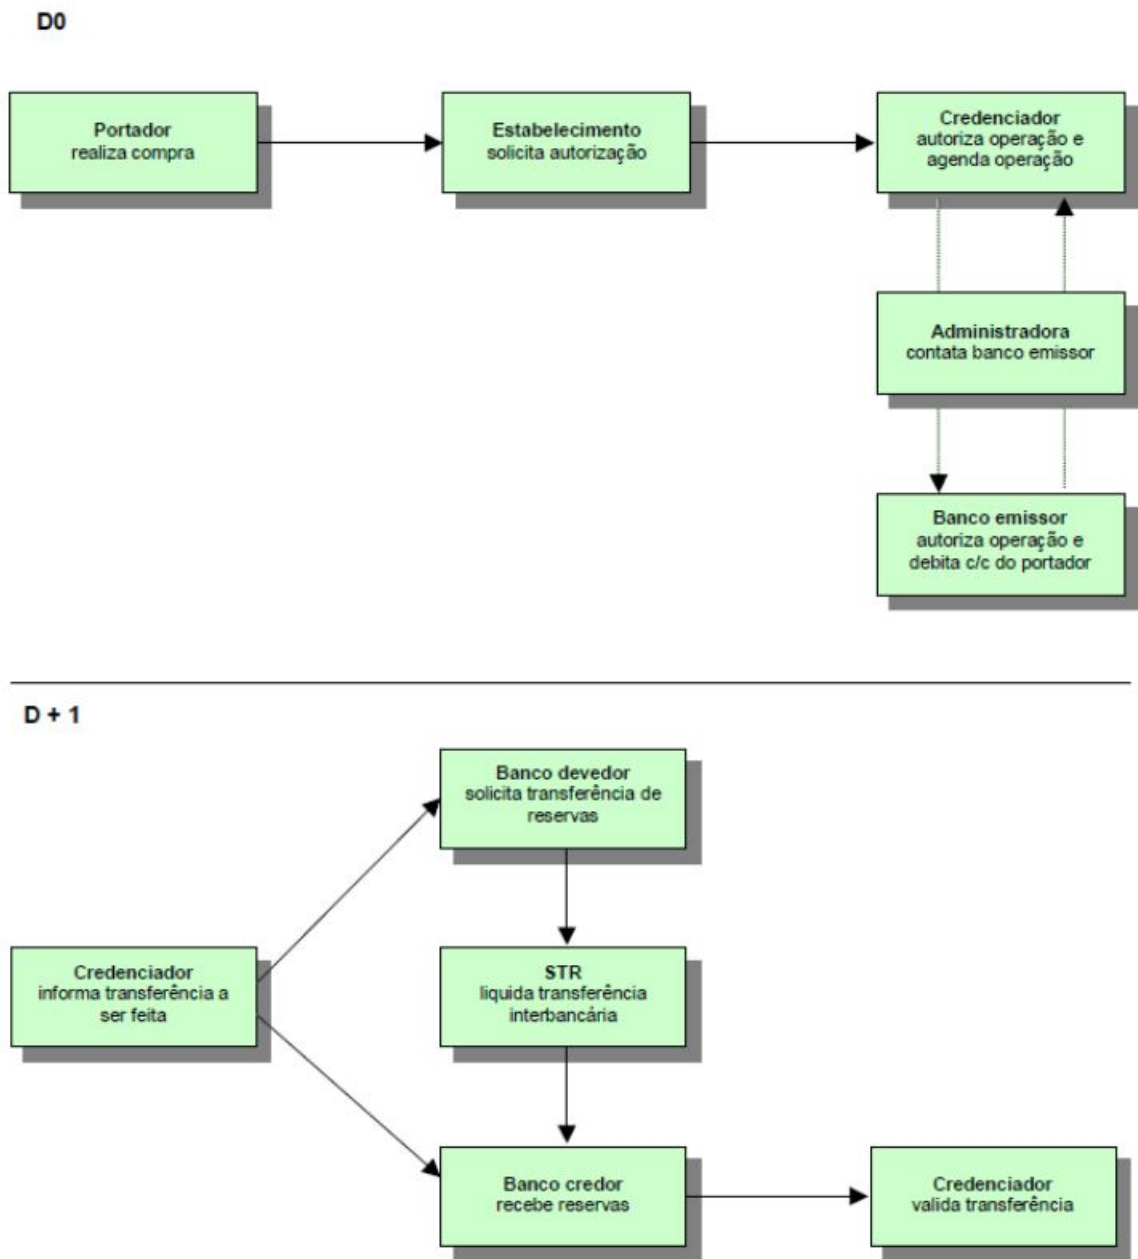 D0
Portador
realiza compra
Estabelecimento
solicita autorização
Credenciador
autoriza operação e
agenda operação
Administradora
contata banco emissor
Banco emissor
autoriza operação e
debita c/c do portador
D + 1
Banco devedor
solicita transferência de
reservas
Credenciador
informa transferência a
ser feita
STR
liquida transferência
interbancária
Banco credor
recebe reservas
Credenciador
valida transferência